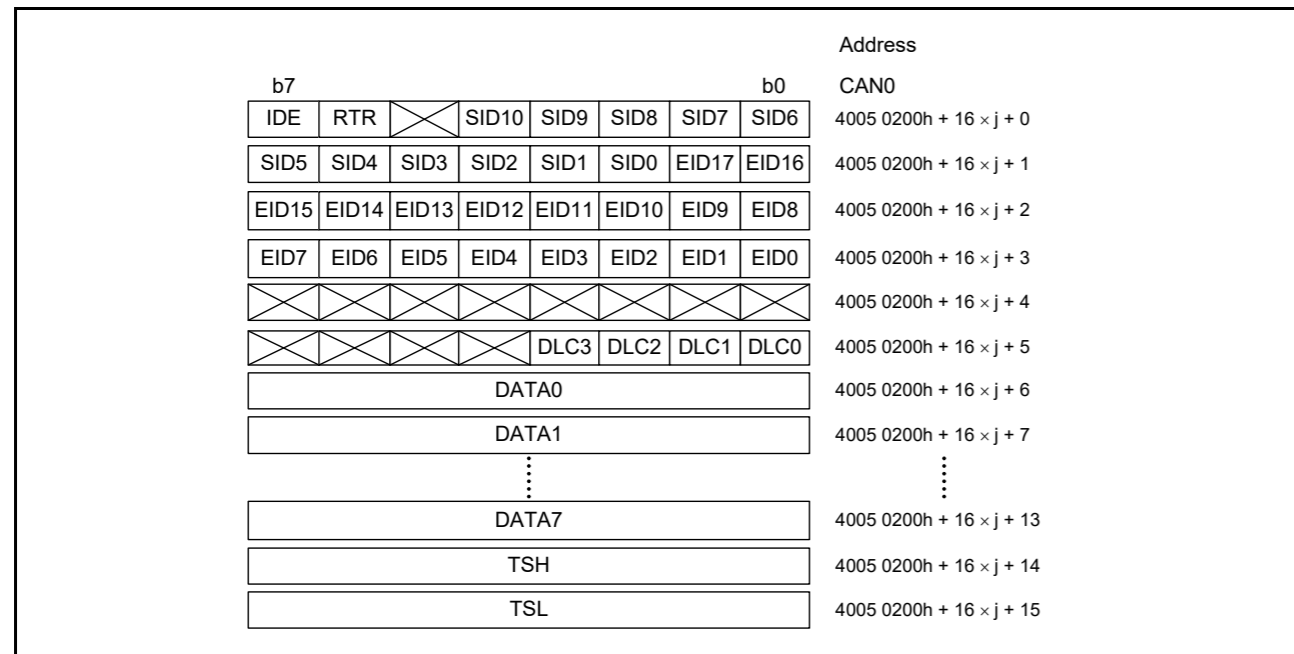 Address
b7 b0 CAN0
IDE RTR SID10 SID9 SID8 SID7 SID6 4005 0200h + 16 × j + 0
SID5 SID4 SID3 SID2 SID1 SID0 EID17 EID16 4005 0200h + 16 × j + 1
EID15 EID14 EID13 EID12 EID11 EID10 EID9 EID8 4005 0200h + 16 × j + 2
EID7 EID6 EID5 EID4 EID3 EID2 EID1 EID0 4005 0200h + 16 × j + 3
4005 0200h + 16 × j + 4
DLC3 DLC2 DLC1 DLC0 4005 0200h + 16 × j + 5
DATA0 4005 0200h + 16 × j + 6
DATA1 4005 0200h + 16 × j + 7
DATA7 4005 0200h + 16 × j + 13
TSH 4005 0200h + 16 × j + 14
TSL 4005 0200h + 16 × j + 15